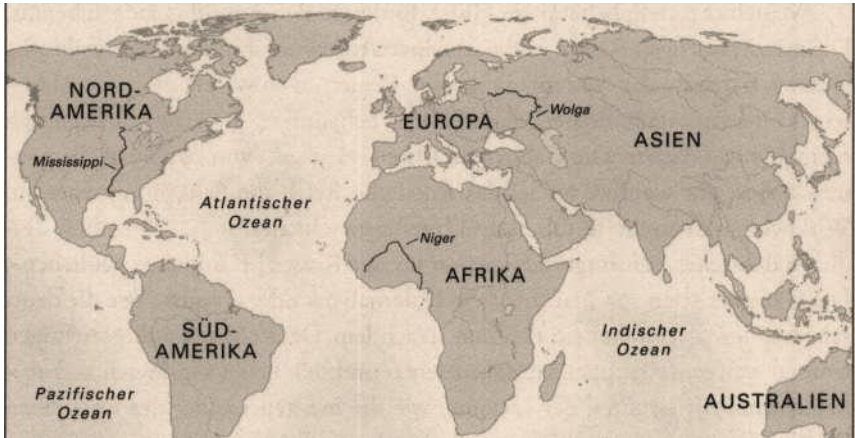 NORD-
AMERIKA
Mississippi
Atlantischer
Ozean
EUROPA
Wolga
ASIEN
Niger
AFRIKA
SÜD-
AMERIKA
Indischer
Ozean
Pazifischer
Ozean
AUSTRALIEN